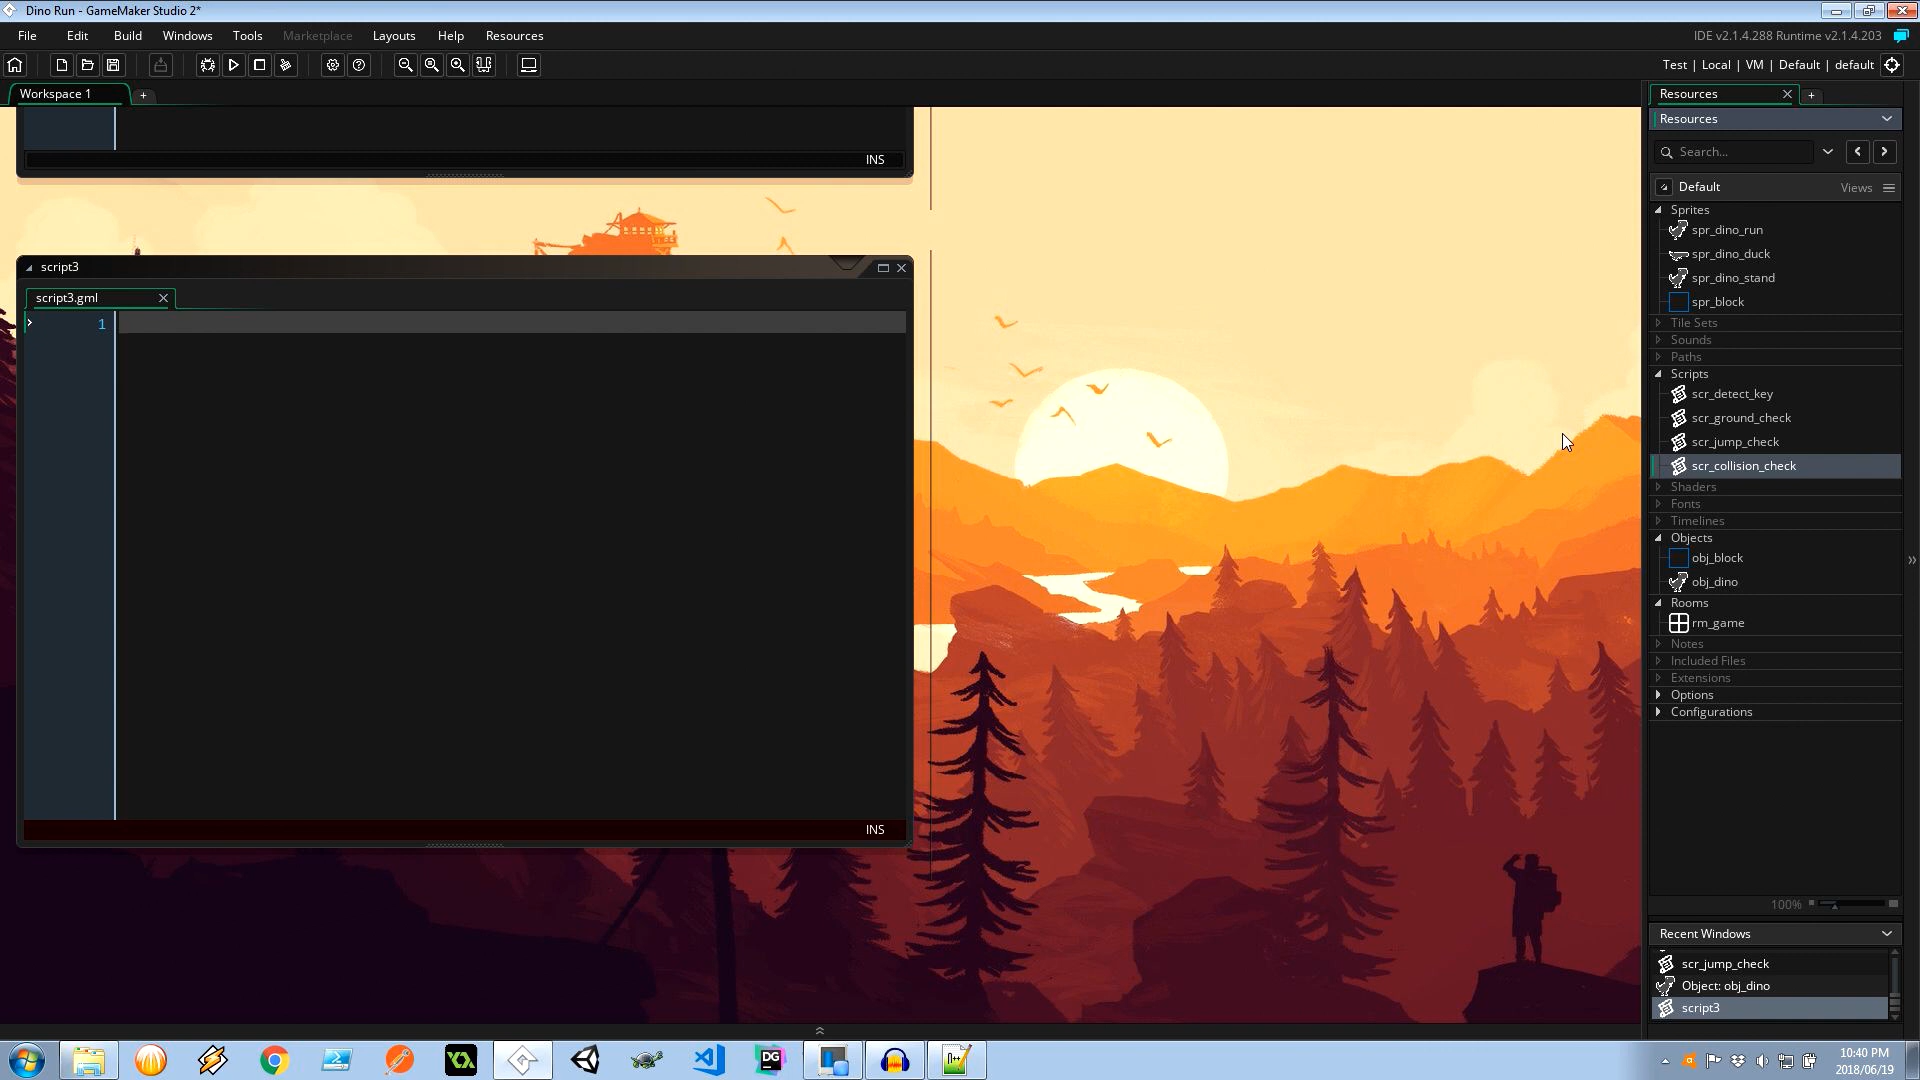 Dino Run - GameMaker Studio 2*
File Edit Build Windows Tools Marketplace Layouts Help Resources
IDE v2.1.4.288 Runtime v2.1.4.203
Test | Local | VM | Default | default
Workspace 1
INS
script3
script3.gml
1
INS
Resources
Resources
Search...
Default Views
Sprites
spr_dino_run
spr_dino_duck
spr_dino_stand
spr_block
Tile Sets
Sounds
Paths
Scripts
scr_detect_key
scr_ground_check
scr_jump_check
scr_collision_check
Shaders
Fonts
Timelines
Objects
obj_block
obj_dino
Rooms
rm_game
Notes
Included Files
Extensions
Options
Configurations
100%
Recent Windows
scr_jump_check
Object: obj_dino
script3
DG
n++
10:40 PM
2018/06/19